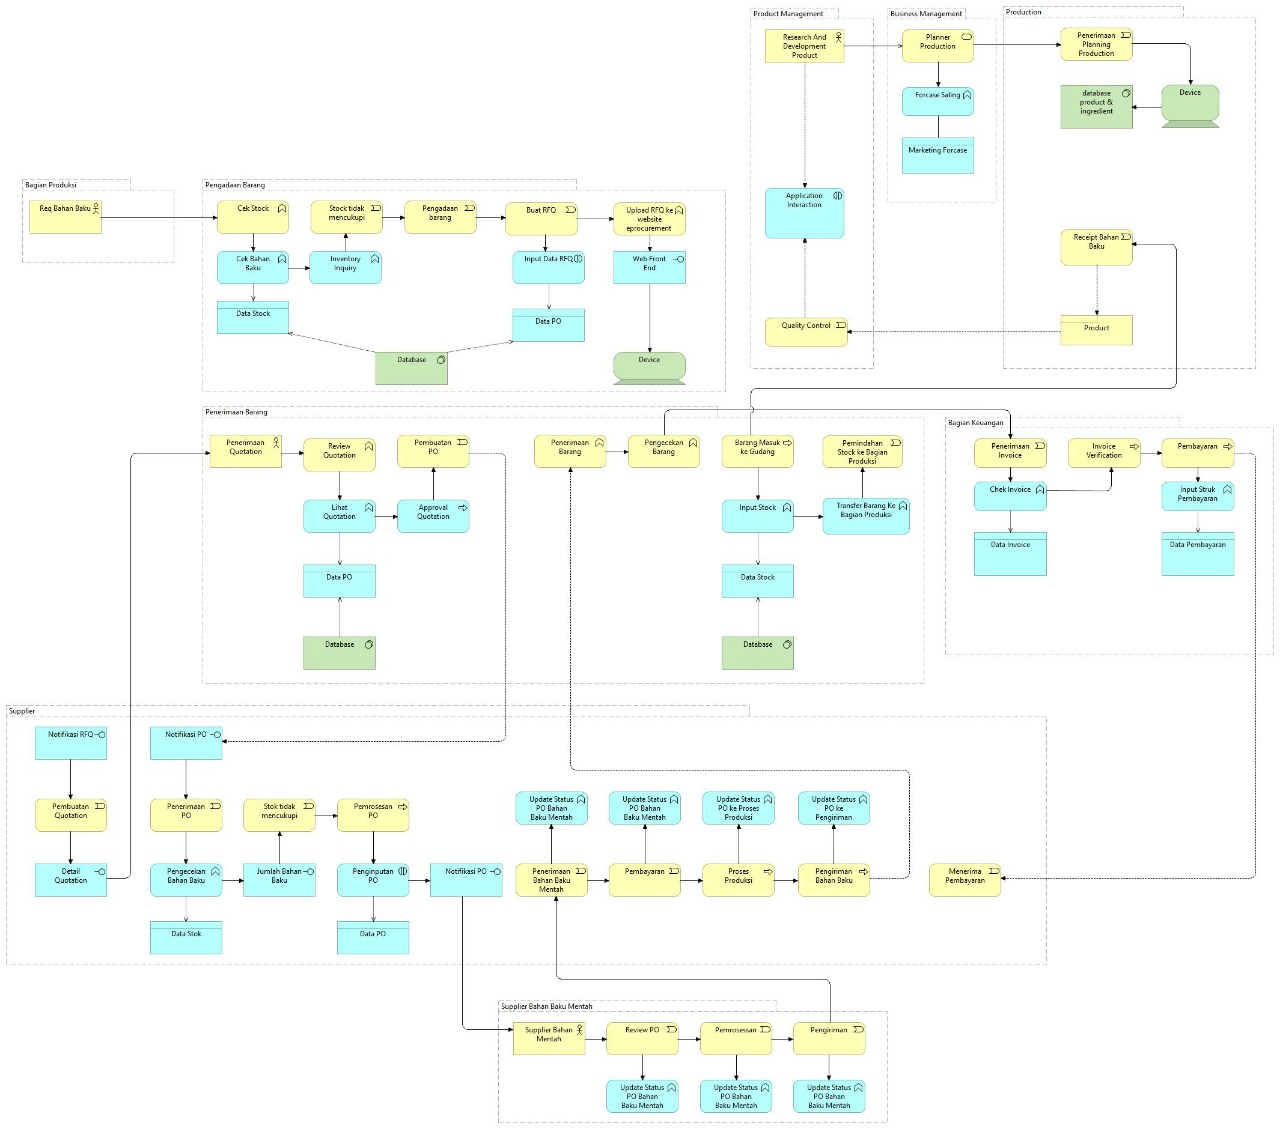 Product Management
Research And
Development
Product
Application
Interaction
Quality Control
Business Management
Planner
Production
Forcase Saling
Marketing Forcase
Production
Penerimaan
Planning
Production
database
product &
ingredient
Device
Receipt Bahan
Baku
Product
Bagian Produksi
Req Bahan Baku
Pengadaan Barang
Cek Stock
Stock tidak
mencukupi
Pengadaan
barang
Buat RFQ
Upload RFQ ke
website
eprocurement
Cek Bahan
Baku
Inventory
Inquiry
Input Data RFQ
Web Front
End
Data Stock
Data PO
Database
Device
Penerimaan Barang
Penerimaan
Quotation
Review
Quotation
Pembuatan
PO
Penerimaan
Barang
Pengecekan
Barang
Barang Masuk
ke Gudang
Pemindahan
Stock ke Bagian
Produksi
Lihat
Quotation
Approval
Quotation
Input Stock
Transfer Barang Ke
Bagian Produksi
Data PO
Data Stock
Database
Database
Bagian Keuangan
Penerimaan
Invoice
Invoice
Verification
Pembayaran
Chek Invoice
Input Struk
Pembayaran
Data Invoice
Data Pembayaran
Supplier
Notifikasi RFQ
Notifikasi PO
Pembuatan
Quotation
Penerimaan
PO
Stok tidak
mencukupi
Pemrosesan
PO
Update Status
PO Bahan
Baku Mentah
Update Status
PO Bahan
Baku Mentah
Update Status
PO ke Proses
Produksi
Update Status
PO ke
Pengiriman
Detail
Quotation
Pengecekan
Bahan Baku
Jumlah Bahan
Baku
Penginputan
PO
Notifikasi PO
Penerimaan
Bahan Baku
Mentah
Pembayaran
Proses
Produksi
Pengiriman
Bahan Baku
Menerima
Pembayaran
Data Stok
Data PO
Supplier Bahan Baku Mentah
Supplier Bahan
Mentah
Review PO
Pemrosessan
Pengiriman
Update Status
PO Bahan
Baku Mentah
Update Status
PO Bahan
Baku Mentah
Update Status
PO Bahan
Baku Mentah